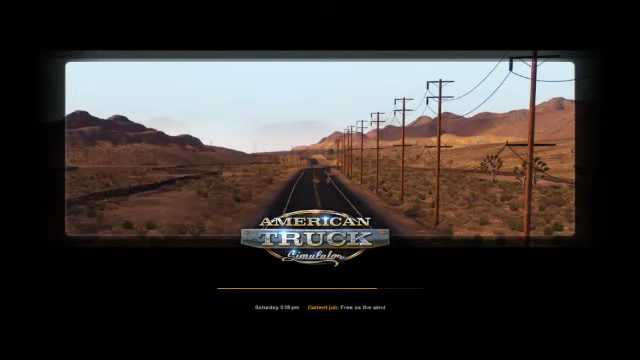 AMERICAN
TRUCK
Simulator
Saturday 5:18 pm Current job: Free as the wind